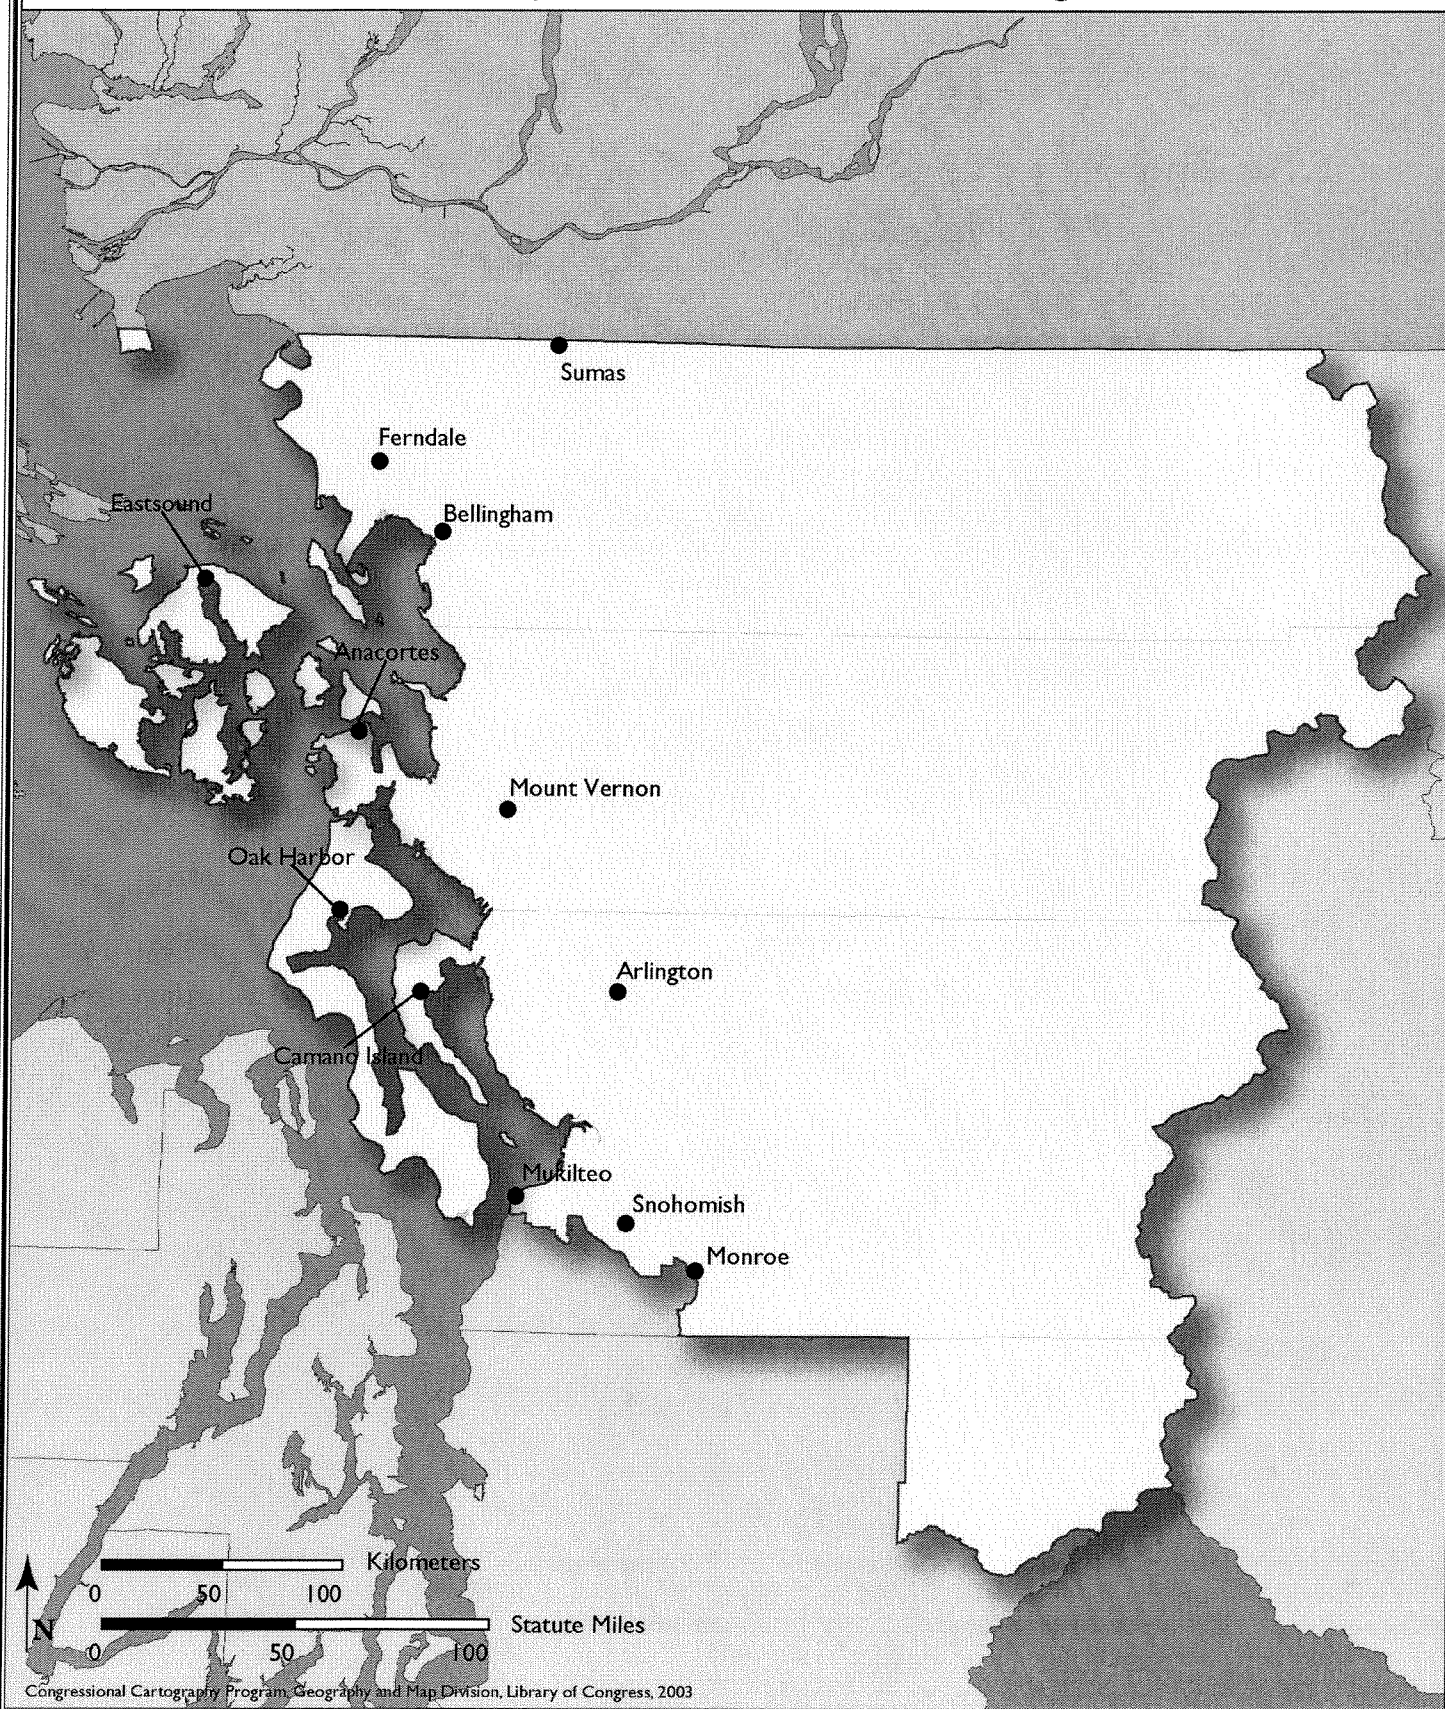 Sumas
Ferndale
Eastsound
Bellingham
Anacortes
Mount Vernon
Oak Harbor
Arlington
Camano Island
Mukilteo
Snohomish
Monroe
Kilometers
0 50 100
N
Statute Miles
0 50 100
Congressional Cartography Program, Geography and Map Division, Library of Congress, 2003